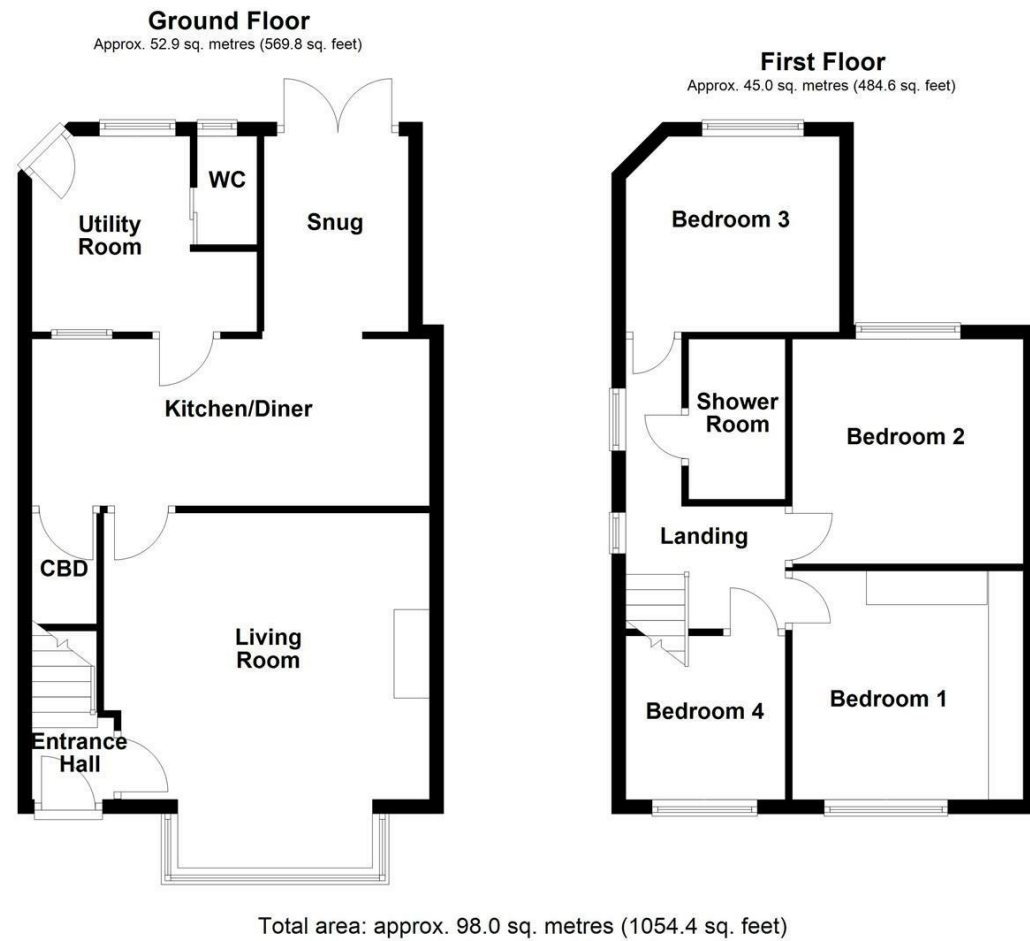 Ground Floor
Approx. 52.9 sq. metres (569.8 sq. feet)
WC
Utility
Room
Snug
Kitchen/Diner
CBD
Living
Room
Entrance
Hall
First Floor
Approx. 45.0 sq. metres (484.6 sq. feet)
Bedroom 3
Shower
Room
Bedroom 2
Landing
Bedroom 4
Bedroom 1
Total area: approx. 98.0 sq. metres (1054.4 sq. feet)